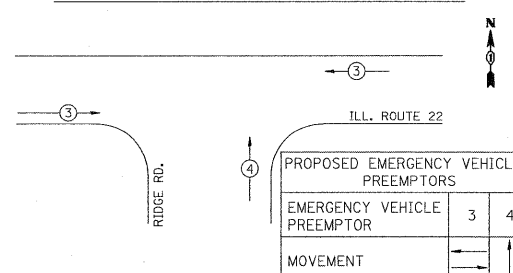 N
3
3
ILL. ROUTE 22
4
RIDGE RD.
PROPOSED EMERGENCY VEHICL
PREEMPTORS
EMERGENCY VEHICLE 3 4
PREEMPTOR
MOVEMENT